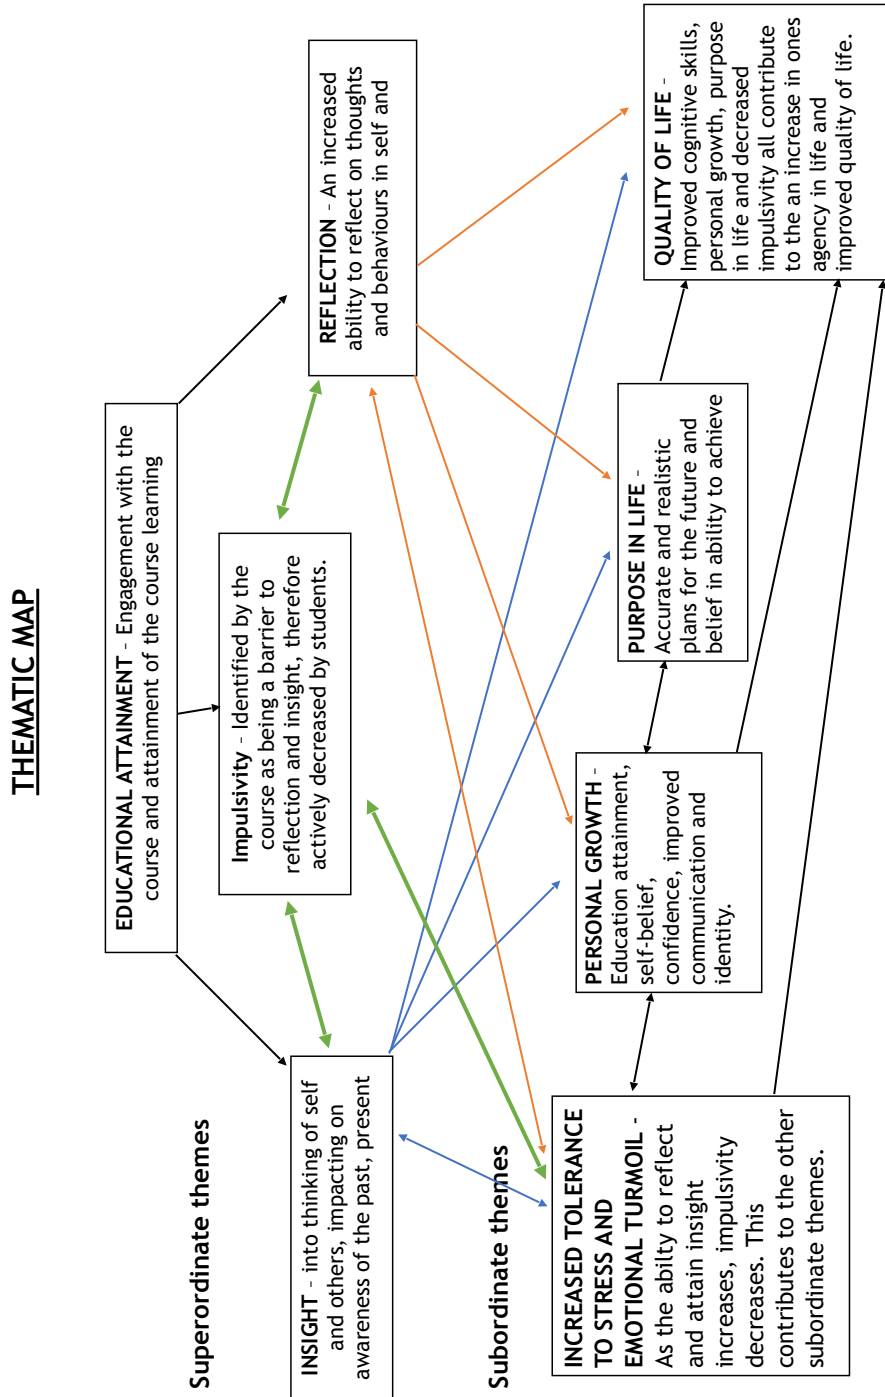 THEMATIC MAP
EDUCATIONAL ATTAINMENT - Engagement with the
course and attainment of the course learning
Superordinate themes
Impulsivity - Identified by the
course as being a barrier to
reflection and insight, therefore
actively decreased by students.
INSIGHT - into thinking of self
and others, impacting on
awareness of the past, present
REFLECTION - An increased
ability to reflect on thoughts
and behaviours in self and
Subordinate themes
INCREASED TOLERANCE
TO STRESS AND
EMOTIONAL TURMOIL -
As the abilty to reflect
and attain insight
increases, impulsivity
decreases. This
contributes to the other
subordinate themes.
PERSONAL GROWTH -
Education attainment,
self-belief,
confidence, improved
communication and
identity.
PURPOSE IN LIFE -
Accurate and realistic
plans for the future and
belief in ability to achieve
QUALITY OF LIFE -
Improved cognitive skills,
personal growth, purpose
in life and decreased
impulsivity all contribute
to the an increase in ones
agency in life and
improved quality of life.